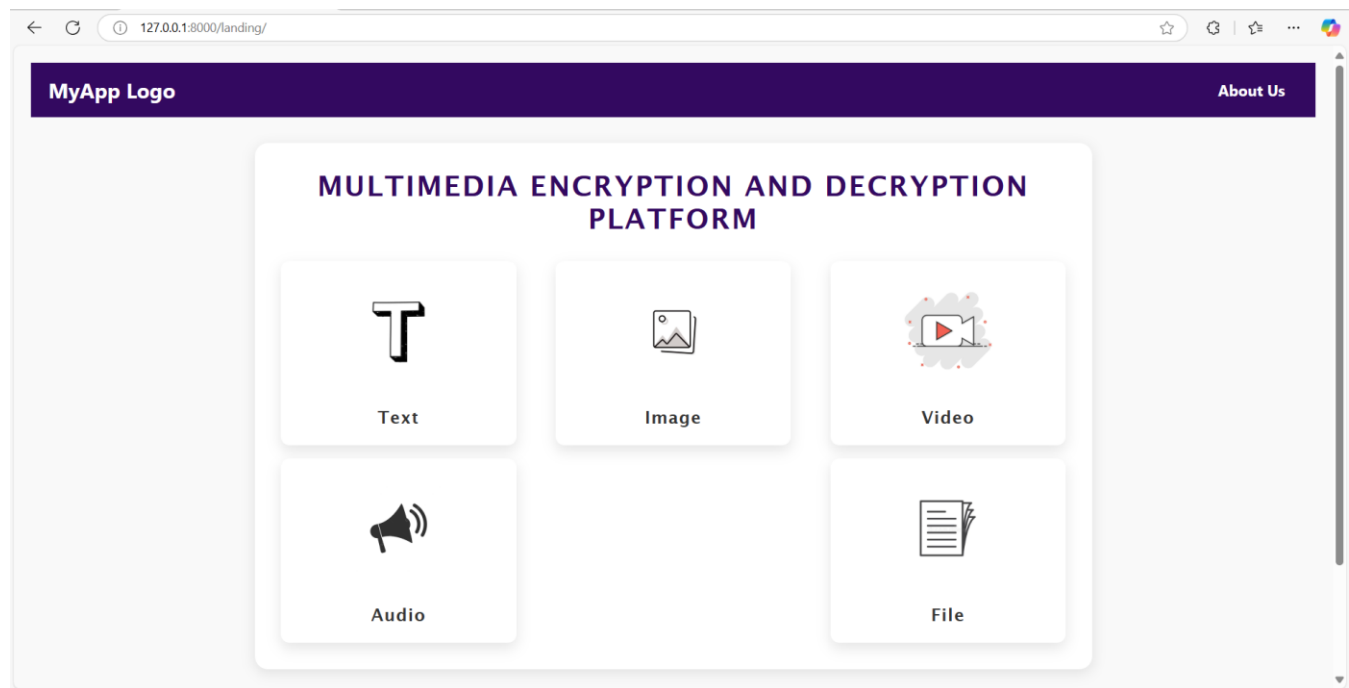 127.0.0.1:8000/landing/
MyApp Logo
About Us
MULTIMEDIA ENCRYPTION AND DECRYPTION
PLATFORM
T
Text
Image
Video
Audio
File